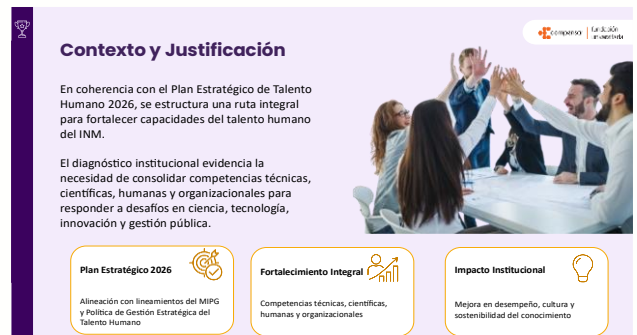 compensar | fundación
universitaria
Contexto y Justificación
En coherencia con el Plan Estratégico de Talento
Humano 2026, se estructura una ruta integral
para fortalecer capacidades del talento humano
del INM.
El diagnóstico institucional evidencia la
necesidad de consolidar competencias técnicas,
científicas, humanas y organizacionales para
responder a desafíos en ciencia, tecnología,
innovación y gestión pública.
Plan Estratégico 2026
Alineación con lineamientos del MIPG
y Política de Gestión Estratégica del
Talento Humano
Fortalecimiento Integral
Competencias técnicas, científicas,
humanas y organizacionales
Impacto Institucional
Mejora en desempeño, cultura y
sostenibilidad del conocimiento